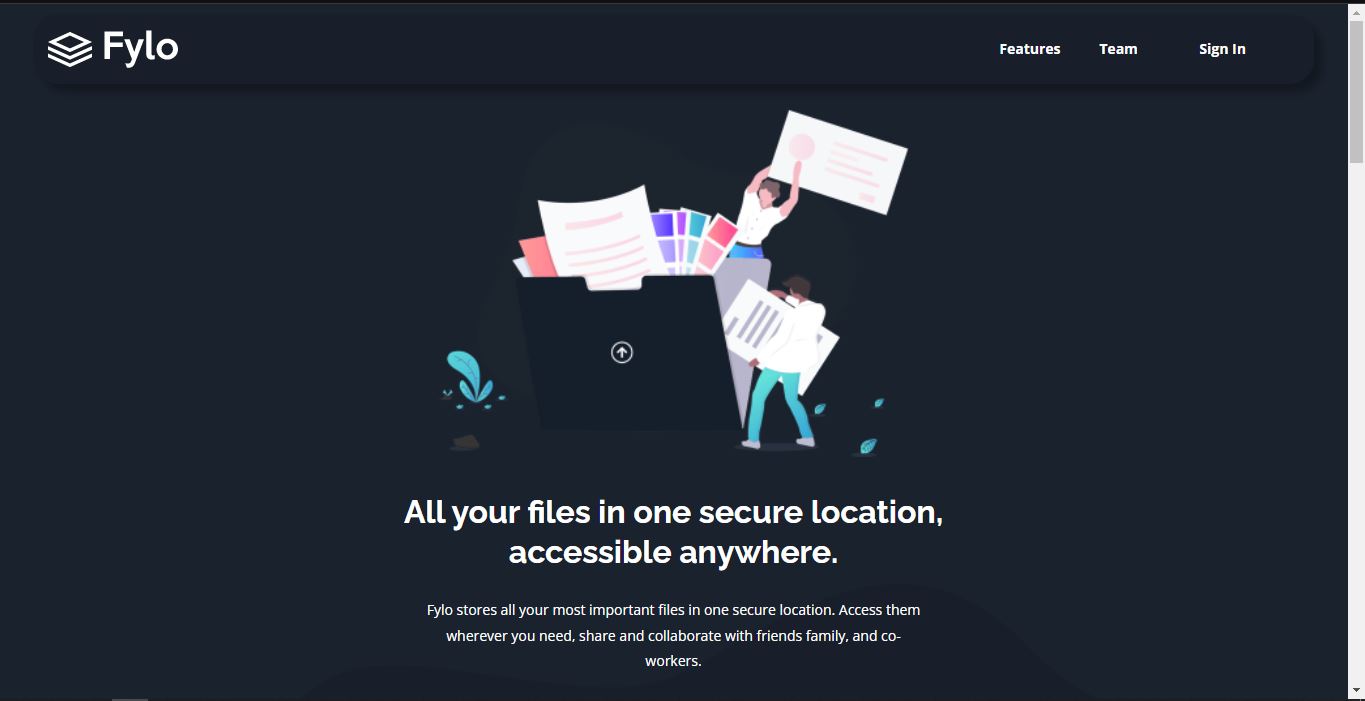 Fylo
Features Team Sign In
All your files in one secure location,
accessible anywhere.
Fylo stores all your most important files in one secure location. Access them
wherever you need, share and collaborate with friends family, and co-
workers.